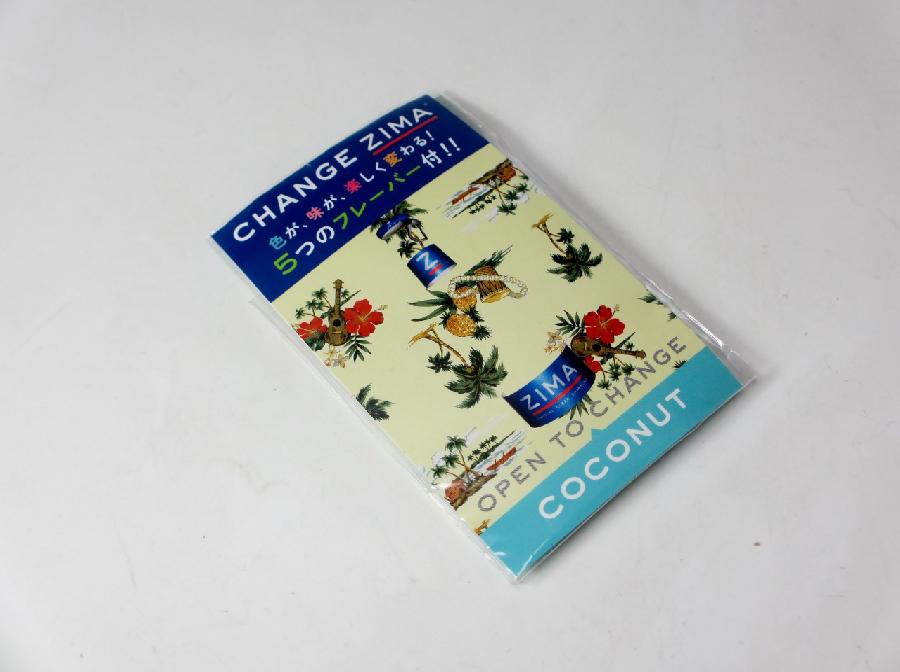 CHANGE ZIMA
色が、味が、楽しく変わる!
5つのフレーバー付!!
Z
ZIMA
OPEN TO CHANGE
COCONUT